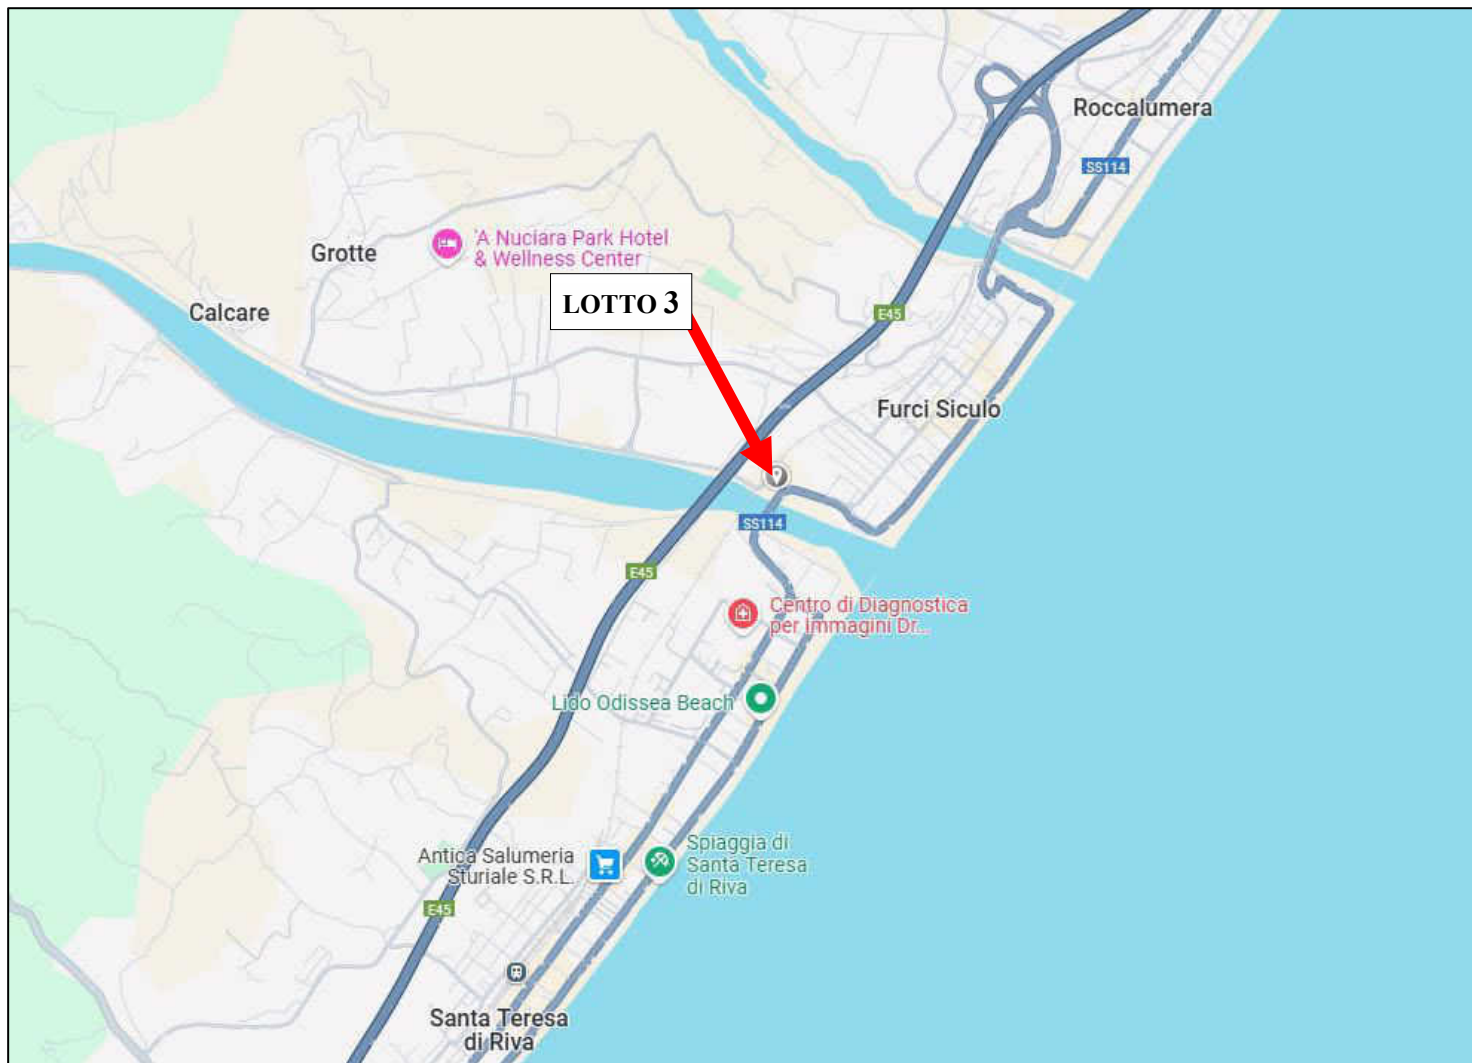 Roccalumera
SS114
'A Nuciara Park Hotel
& Wellness Center
Grotte
Calcare
LOTTO 3
E45
Furci Siculo
SS114
E45
Centro di Diagnostica
per Immagini Dr...
Lido Odissea Beach
Antica Salumeria
Sturiale S.R.L.
Spiaggia di
Santa Teresa
di Riva
E45
Santa Teresa
di Riva